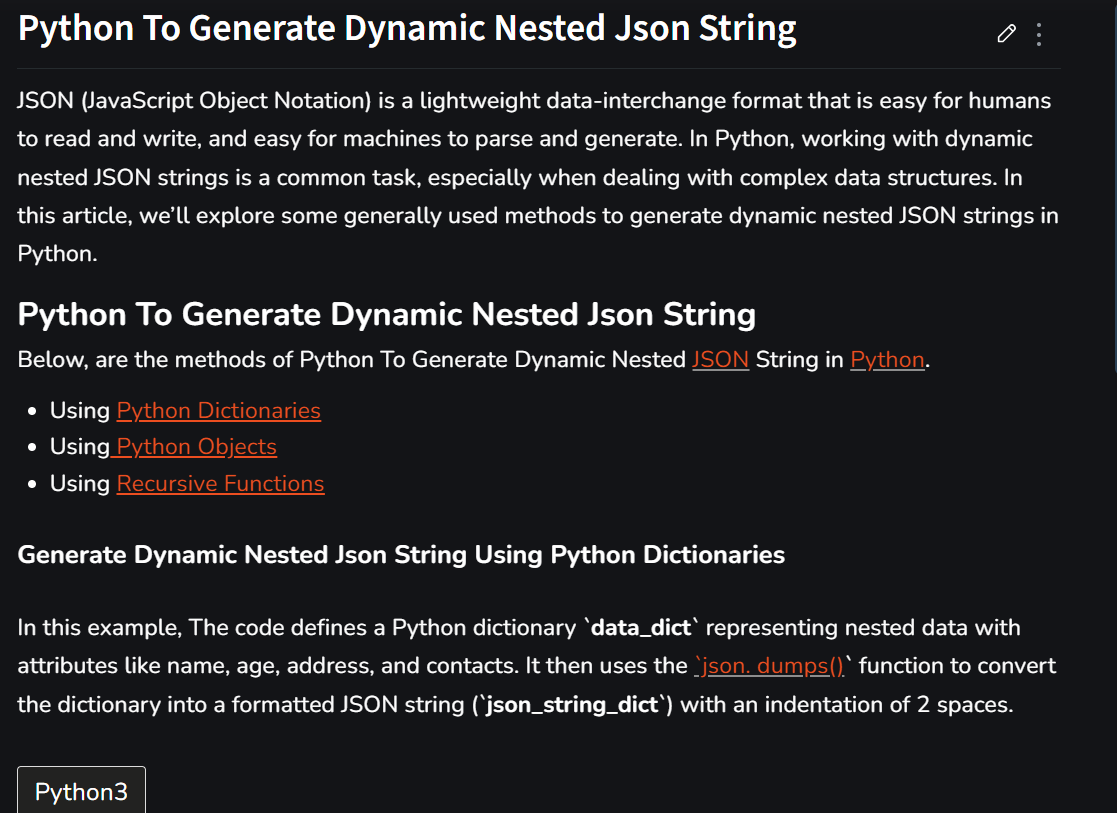 Python To Generate Dynamic Nested Json String
JSON (JavaScript Object Notation) is a lightweight data-interchange format that is easy for humans
to read and write, and easy for machines to parse and generate. In Python, working with dynamic
nested JSON strings is a common task, especially when dealing with complex data structures. In
this article, we’ll explore some generally used methods to generate dynamic nested JSON strings in
Python.
Python To Generate Dynamic Nested Json String
Below, are the methods of Python To Generate Dynamic Nested JSON String in Python.
• Using Python Dictionaries
• Using Python Objects
• Using Recursive Functions
Generate Dynamic Nested Json String Using Python Dictionaries
In this example, The code defines a Python dictionary `data_dict` representing nested data with
attributes like name, age, address, and contacts. It then uses the `json. dumps()` function to convert
the dictionary into a formatted JSON string (`json_string_dict`) with an indentation of 2 spaces.
Python3